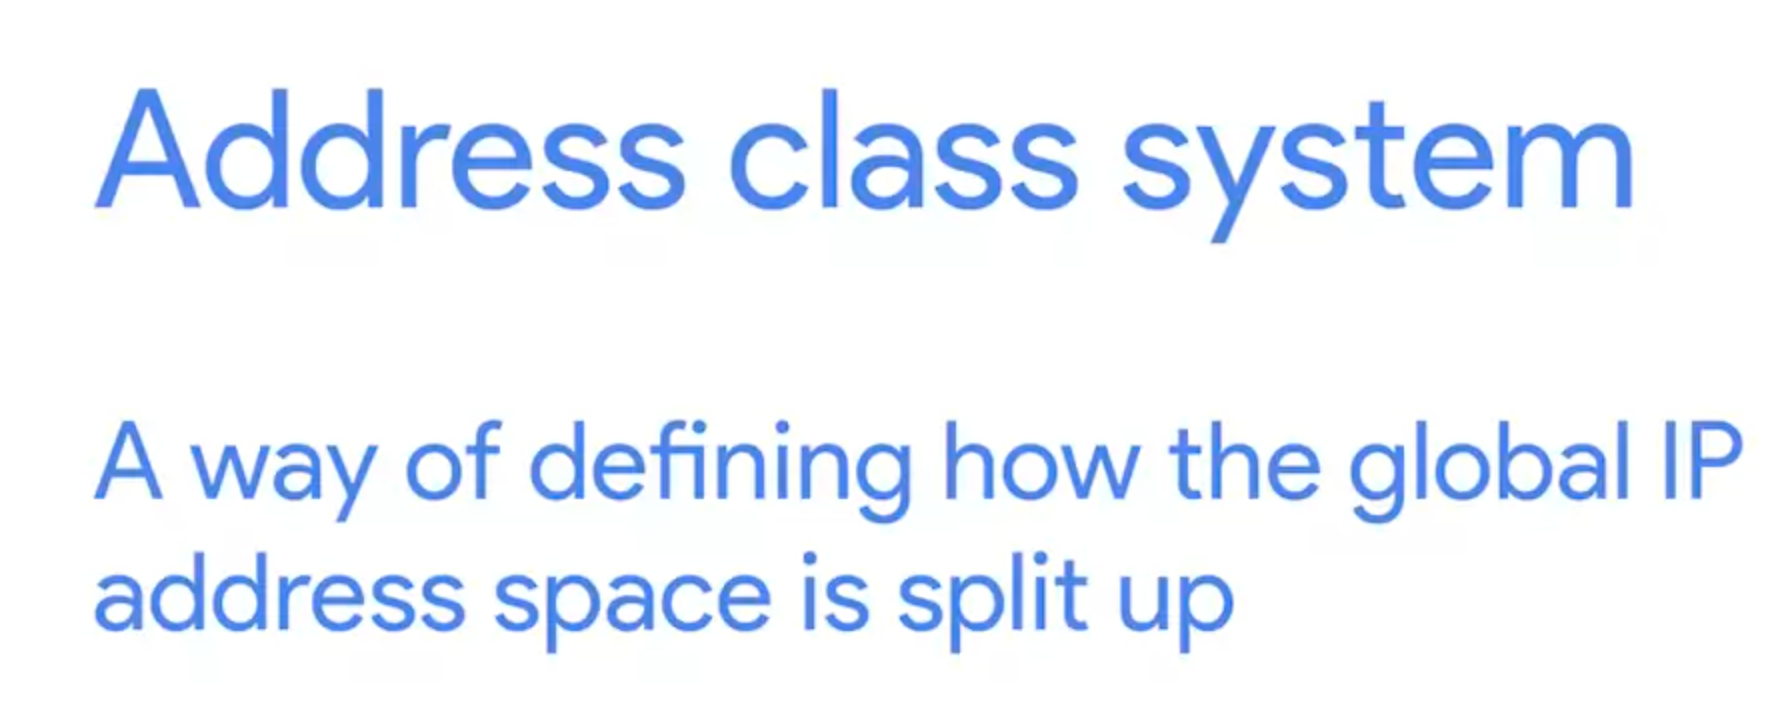 Address class system
A way of defining how the global IP
address space is split up